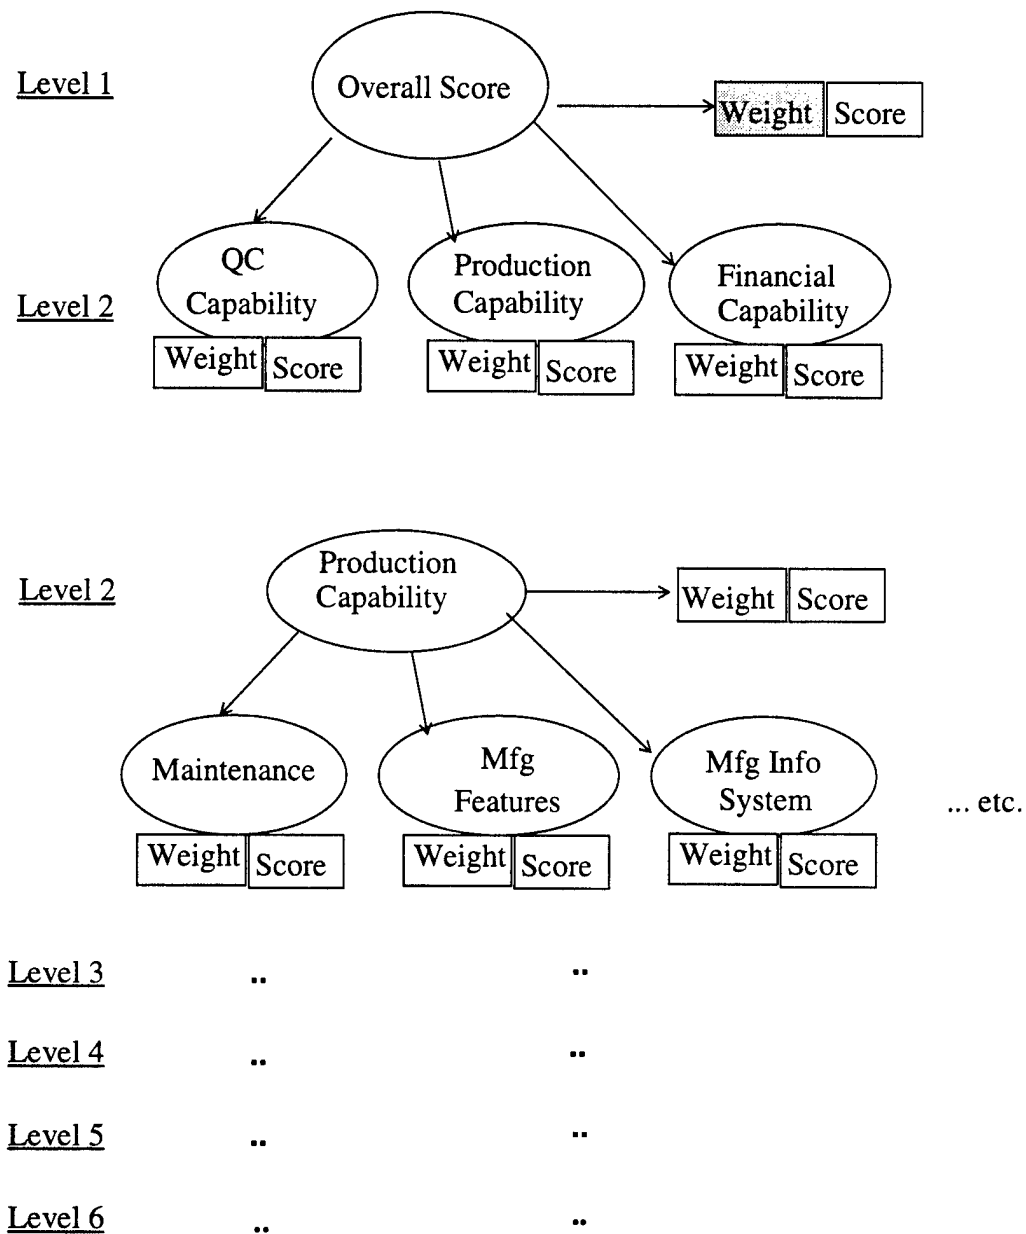 Level 1
Overall Score
Weight Score
QC
Capability
Production
Capability
Financial
Capability
Level 2
Weight Score
Weight Score
Weight Score
Production
Capability
Level 2
Weight Score
Maintenance
Mfg
Features
Mfg Info
System
... etc.
Weight Score
Weight Score
Weight Score
Level 3 .. ..
Level 4 .. ..
Level 5 .. ..
Level 6 .. ..